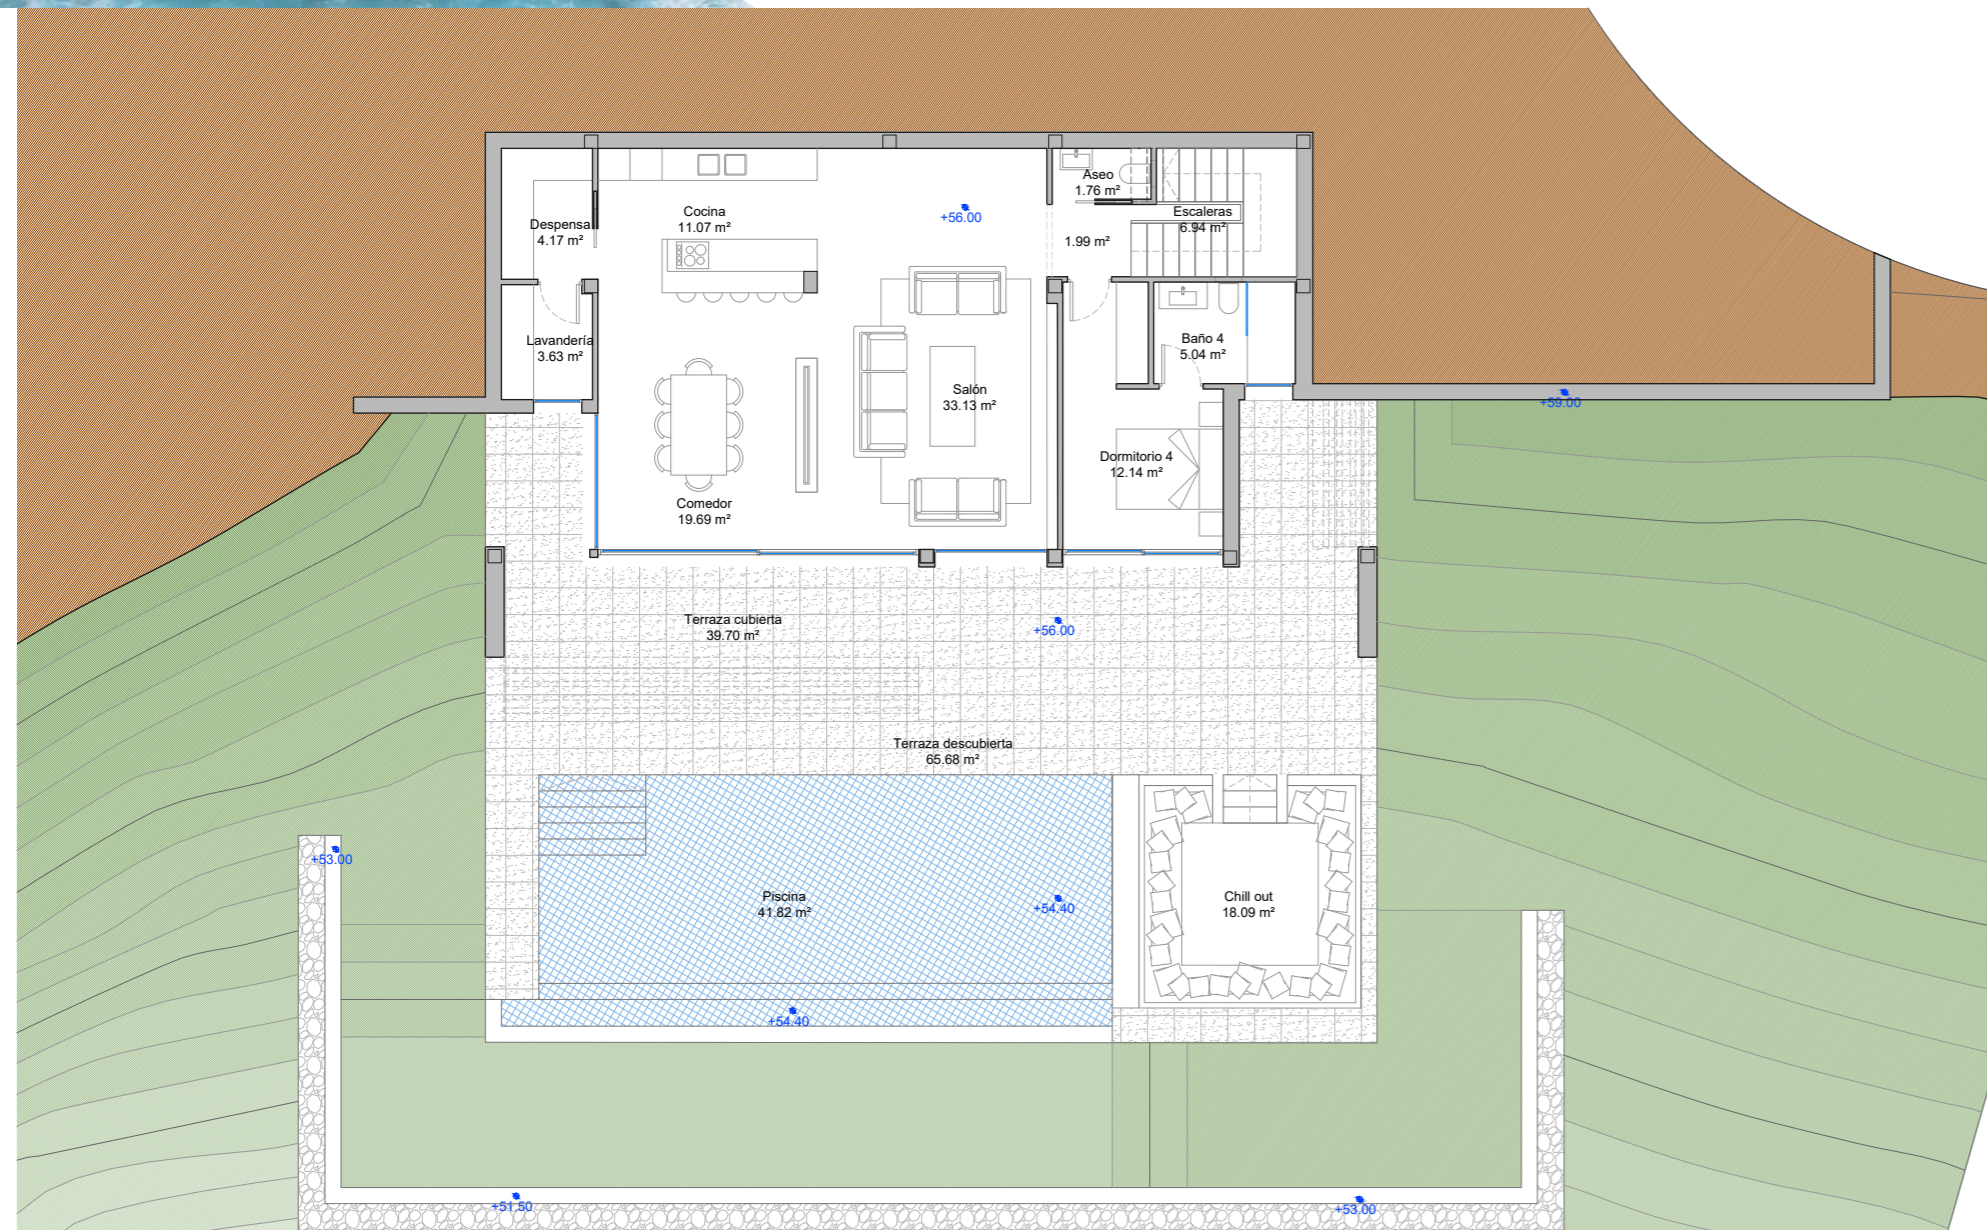 Aseo
1.76 m²
Despensa
4.17 m²
Cocina
11.07 m²
+56.00
Escaleras
6.94 m²
1.99 m²
Lavandería
3.63 m²
Baño 4
5.04 m²
Salón
33.13 m²
+59.00
Dormitorio 4
12.14 m²
Comedor
19.69 m²
Terraza cubierta
39.70 m²
+56.00
Terraza descubierta
65.68 m²
+53.00
Piscina
41.82 m²
+54.40
Chill out
18.09 m²
+54.40
+51.50
+53.00